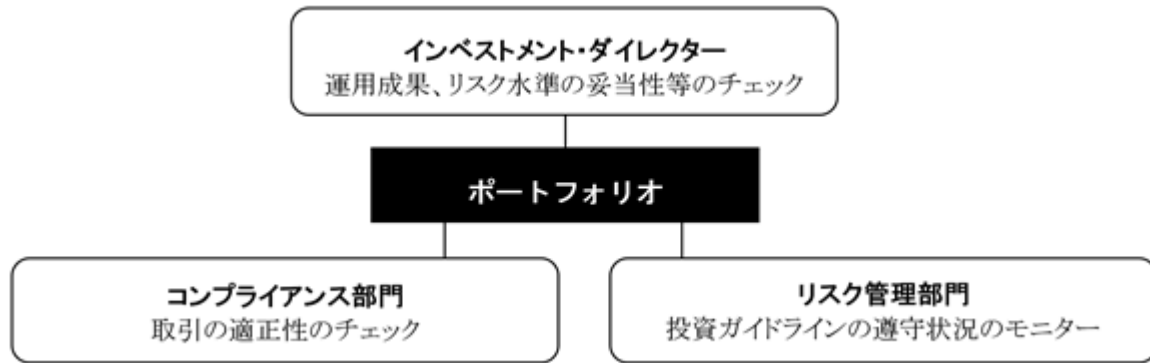 インベストメント・ダイレクター
運用成果、リスク水準の妥当性等のチェック
ポートフォリオ
コンプライアンス部門
取引の適正性のチェック
リスク管理部門
投資ガイドラインの遵守状況のモニター